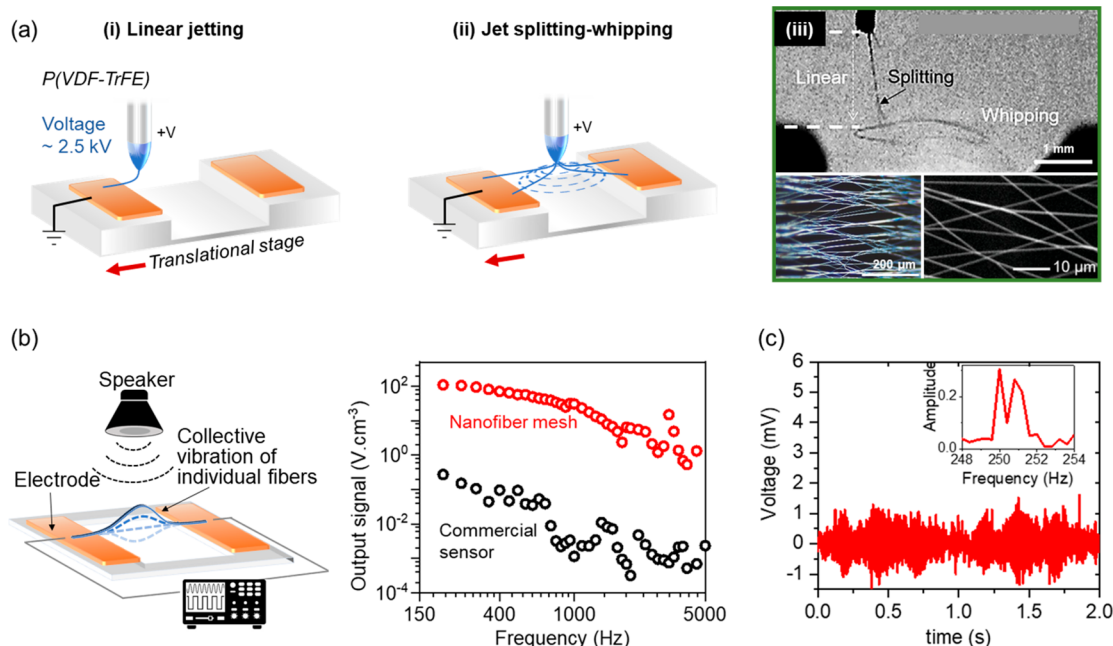 (a)
(i) Linear jetting
P(VDF-TrFE)
Voltage
~ 2.5 kV
+V
Translational stage
(ii) Jet splitting-whipping
+V
(iii)
Linear
Splitting
Whipping
1 mm
200 µm
10 µm
(b)
Speaker
Collective
vibration of
individual fibers
Electrode
Output signal (V.cm⁻³)
10²
10⁰
10⁻²
10⁻⁴
Nanofiber mesh
Commercial
sensor
150 400 1000 5000
Frequency (Hz)
(c)
Voltage (mV)
6
5
4
3
2
1
0
-1
0.0 0.5 1.0 1.5 2.0
time (s)
Amplitude
0.2
0.0
248 250 252 254
Frequency (Hz)